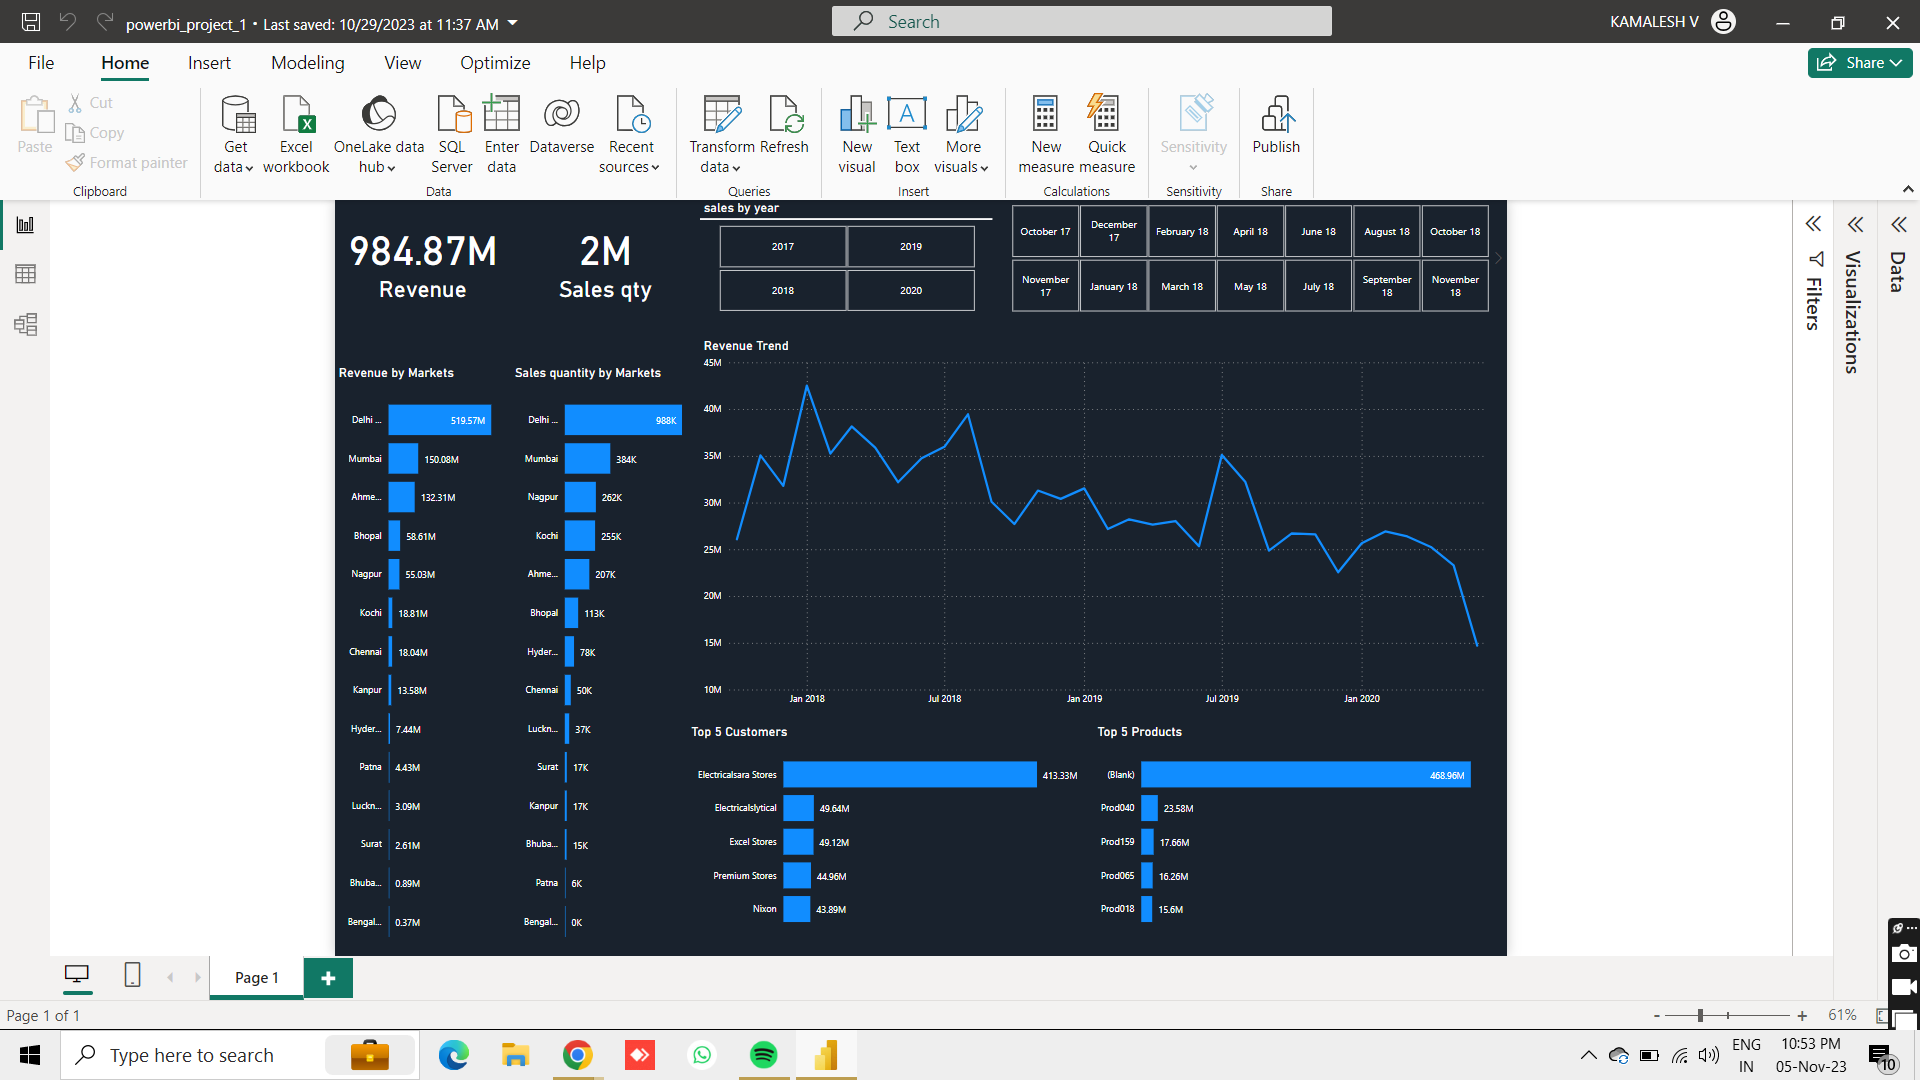 powerbi_project_1 • Last saved: 10/29/2023 at 11:37 AM
Search
KAMALESH V
File
Home
Insert
Modeling
View
Optimize
Help
Share
Paste
Cut
Copy
Format painter
Clipboard
Get
data
Excel
workbook
OneLake data
hub
SQL
Server
Enter
data
Dataverse
Recent
sources
Data
Transform
data
Refresh
Queries
New
visual
Text
box
More
visuals
Insert
New
measure
Quick
measure
Calculations
Sensitivity
Sensitivity
Publish
Share
984.87M
Revenue
2M
Sales qty
sales by year
2017
2019
2018
2020
October 17
December
17
February 18
April 18
June 18
August 18
October 18
November
17
January 18
March 18
May 18
July 18
September
18
November
18
Filters
Visualizations
Data
Revenue by Markets
Delhi ...
519.57M
Mumbai
150.08M
Ahme...
132.31M
Bhopal
58.61M
Nagpur
55.03M
Kochi
18.81M
Chennai
18.04M
Kanpur
13.58M
Hyder...
7.44M
Patna
4.43M
Luckn...
3.09M
Surat
2.61M
Bhuba...
0.89M
Bengal...
0.37M
Sales quantity by Markets
Delhi ...
988K
Mumbai
384K
Nagpur
262K
Kochi
255K
Ahme...
207K
Bhopal
113K
Hyder...
78K
Chennai
50K
Luckn...
37K
Surat
17K
Kanpur
17K
Bhuba...
15K
Patna
6K
Bengal...
0K
Revenue Trend
45M
40M
35M
30M
25M
20M
15M
10M
Jan 2018
Jul 2018
Jan 2019
Jul 2019
Jan 2020
Top 5 Customers
Electricalsara Stores
413.33M
Electricalslytical
49.64M
Excel Stores
49.12M
Premium Stores
44.96M
Nixon
43.89M
Top 5 Products
(Blank)
468.96M
Prod040
23.58M
Prod159
17.66M
Prod065
16.26M
Prod018
15.6M
Page 1
+
Page 1 of 1
- + 61%
Type here to search
ENG
IN
10:53 PM
05-Nov-23
10